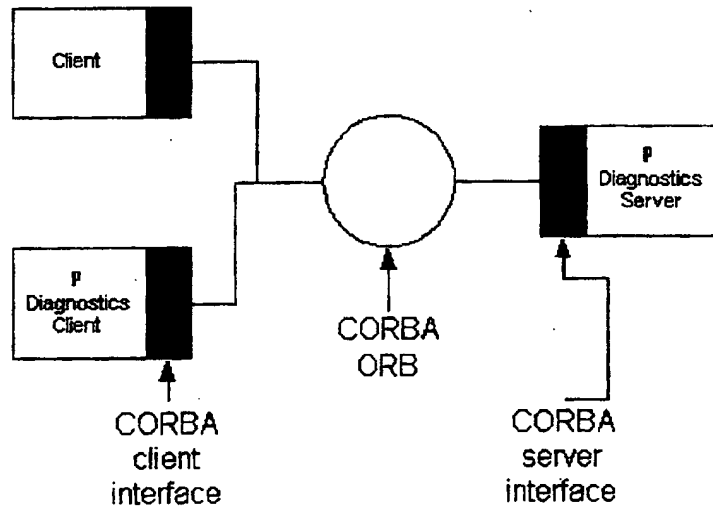 Client
p
Diagnostics
Server
p
Diagnostics
Client
CORBA
ORB
CORBA
client
interface
CORBA
server
interface